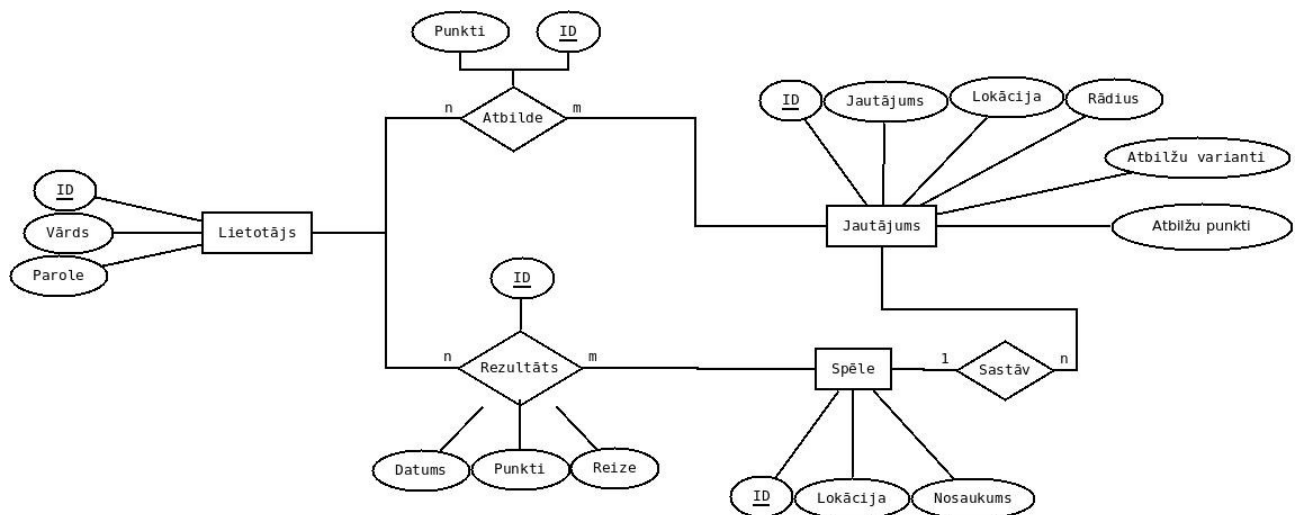 Punkti
ID
n
Atbilde
m
ID
Jautājums
Lokācija
Rādius
Atbilžu varianti
Atbilžu punkti
Jautājums
ID
Vārds
Parole
Lietotājs
ID
n
Rezultāts
m
Datums
Punkti
Reize
Spēle
1
Sastāv
n
ID
Lokācija
Nosaukums